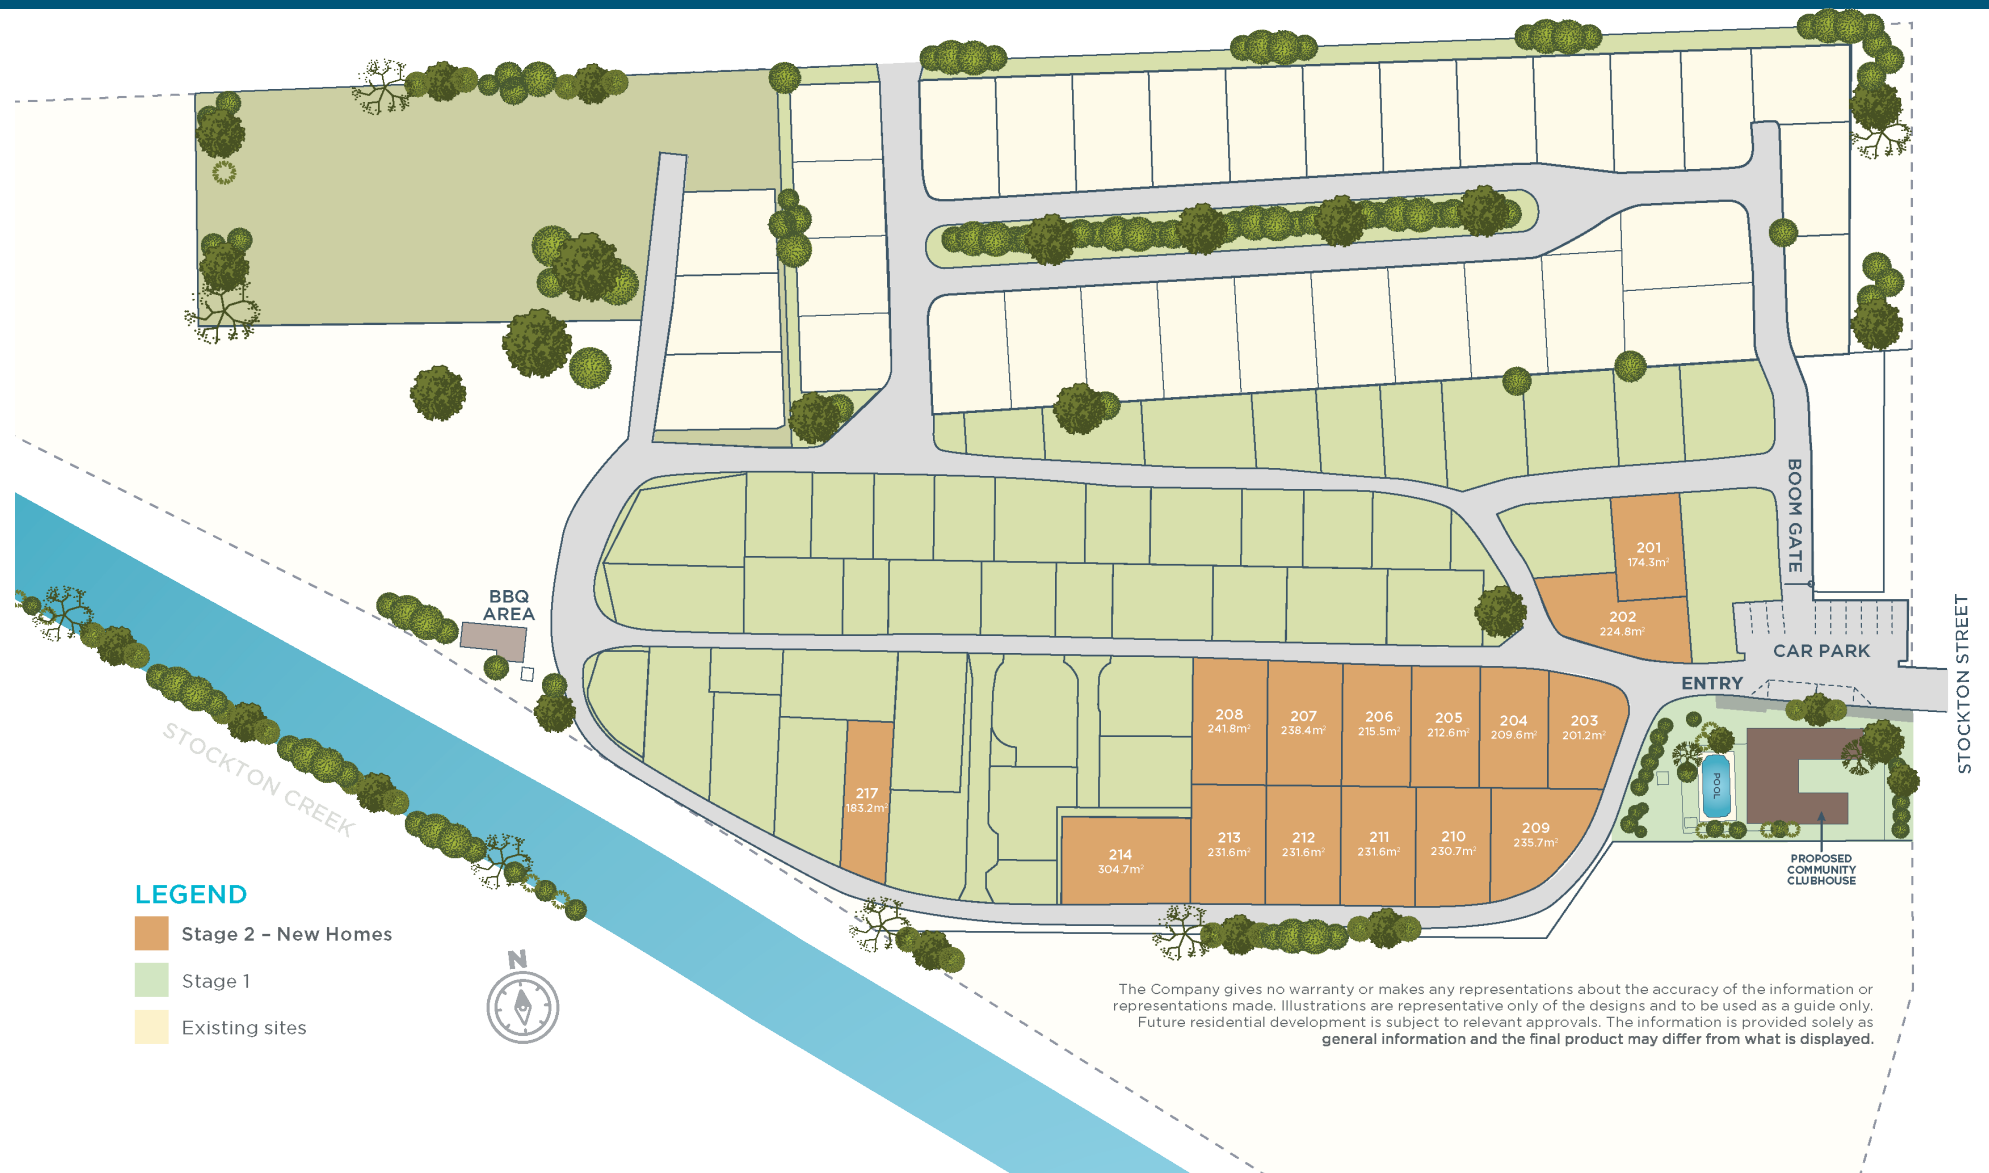 BOOM GATE
201
174.3m²
202
224.8m²
BBQ
AREA
CAR PARK
STOCKTON STREET
ENTRY
208
241.8m²
207
238.4m²
206
215.5m²
205
212.6m²
204
209.6m²
203
201.2m²
STOCKTON CREEK
217
183.2m²
POOL
213
231.6m²
212
231.6m²
211
231.6m²
210
230.7m²
209
235.7m²
214
304.7m²
PROPOSED
COMMUNITY
CLUBHOUSE
LEGEND
Stage 2 – New Homes
Stage 1
Existing sites
N
The Company gives no warranty or makes any representations about the accuracy of the information or
representations made. Illustrations are representative only of the designs and to be used as a guide only.
Future residential development is subject to relevant approvals. The information is provided solely as
general information and the final product may differ from what is displayed.